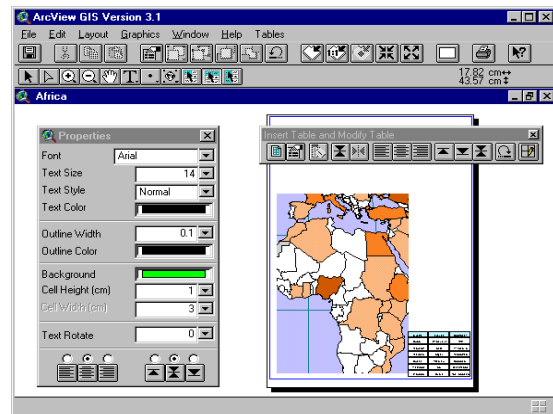 ArcView GIS Version 3.1
File Edit Layout Graphics Window Help Tables
1:1
T
17.82 cm
43.57 cm
Africa
Properties
Font Arial
Text Size 14
Text Style Normal
Text Color
Outline Width 0.1
Outline Color
Background
Cell Height (cm) 1
Cell Width (cm) 3
Text Rotate 0
Insert Table and Modify Table